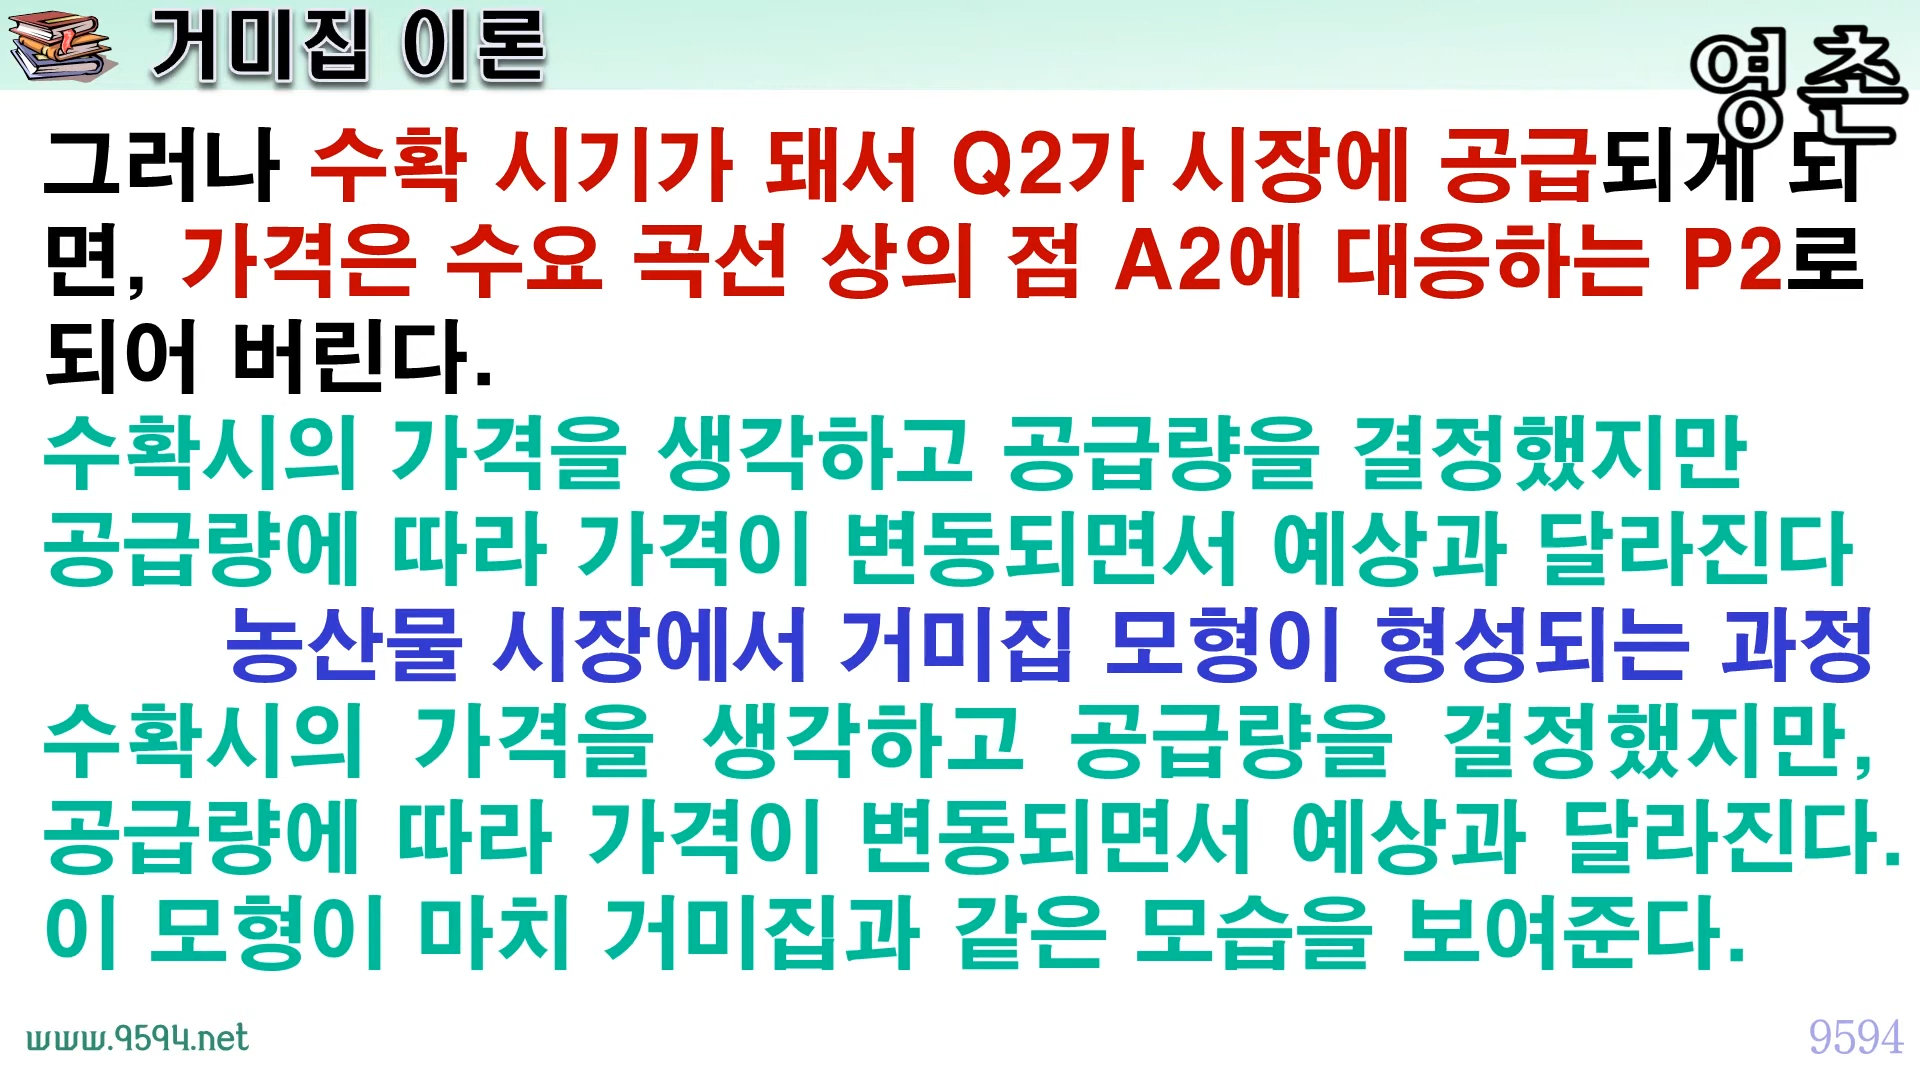 거미집 이론
영촌
그러나 수확 시기가 돼서 Q2가 시장에 공급되게 되
면, 가격은 수요 곡선 상의 점 A2에 대응하는 P2로
되어 버린다.
수확시의 가격을 생각하고 공급량을 결정했지만
공급량에 따라 가격이 변동되면서 예상과 달라진다
농산물 시장에서 거미집 모형이 형성되는 과정
수확시의 가격을 생각하고 공급량을 결정했지만,
공급량에 따라 가격이 변동되면서 예상과 달라진다.
이 모형이 마치 거미집과 같은 모습을 보여준다.
www.9594.net
9594